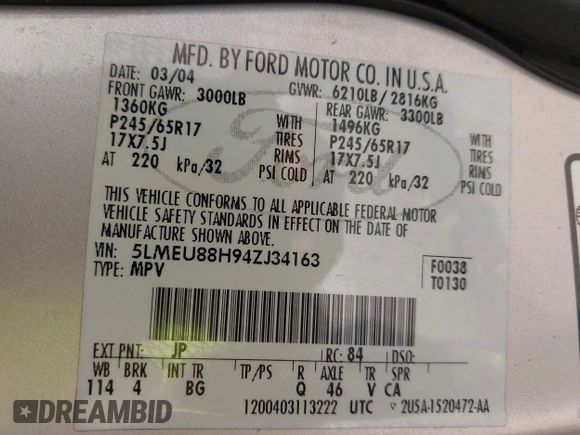 MFD. BY FORD MOTOR CO. IN U.S.A.
DATE: 03/04 GVWR: 6210LB/ 2816KG
FRONT GAWR: 3000LB REAR GAWR: 3300LB
1360KG WITH 1496KG WITH
P245/65R17 TIRES P245/65R17 TIRES
17X7.5J RIMS 17X7.5J RIMS
AT 220 kPa/32 PSI COLD AT 220 kPa/32 PSI COLD
THIS VEHICLE CONFORMS TO ALL APPLICABLE FEDERAL MOTOR
VEHICLE SAFETY STANDARDS IN EFFECT ON THE DATE OF
MANUFACTURE SHOWN ABOVE.
VIN: 5LMEU88H94ZJ34163 F0038
TYPE: MPV T0130
EXT PNT: JP RC: 84 DSO:
WB BRK INT TR TP/PS R AXLE TR SPR
114 4 BG Q 46 V CA
1200403113222 UTC 2U5A-1520472-AA
Ford
DREAMBID